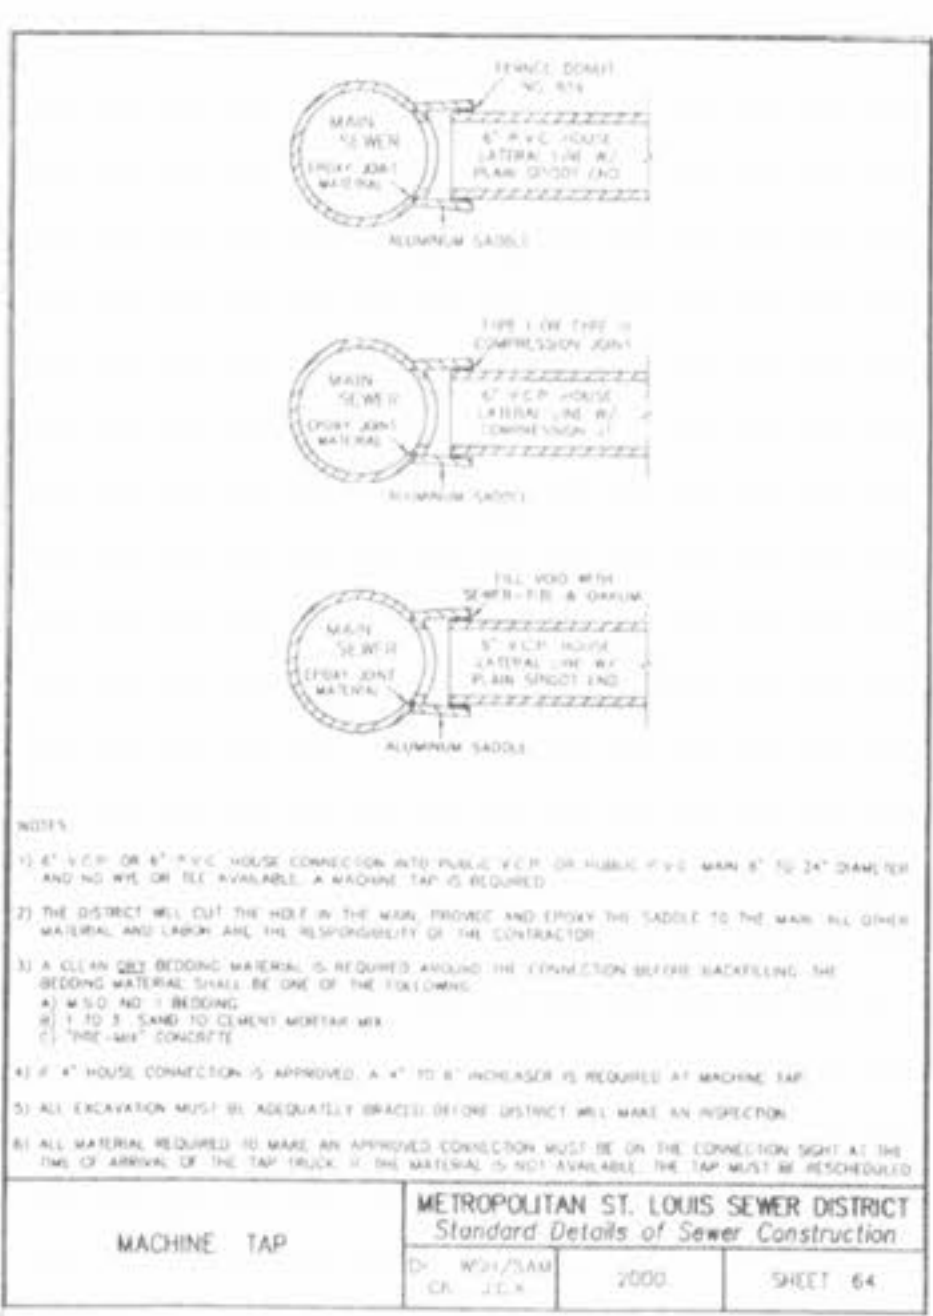 FERNCO DONUT
NO.
MAIN
SEWER
6" P.V.C. HOUSE
LATERAL LINE W/
PLAIN SPIGOT END
EPOXY JOINT
MATERIAL
ALUMINUM SADDLE
TYPE I OR TYPE III
COMPRESSION JOINT
MAIN
SEWER
6" V.C.P. HOUSE
LATERAL LINE W/
COMPRESSION JT.
EPOXY JOINT
MATERIAL
ALUMINUM SADDLE
FILL VOID WITH
SEWER-TITE & OAKUM
MAIN
SEWER
6" V.C.P. HOUSE
LATERAL LINE W/
PLAIN SPIGOT END
EPOXY JOINT
MATERIAL
ALUMINUM SADDLE
NOTES:
1) 6" V.C.P. OR 6" P.V.C. HOUSE CONNECTION INTO PUBLIC V.C.P. OR PUBLIC P.V.C. MAIN 8" TO 24" DIAMETER
AND NO WYE OR TEE AVAILABLE, A MACHINE TAP IS REQUIRED.
2) THE DISTRICT WILL CUT THE HOLE IN THE MAIN, PROVIDE AND EPOXY THE SADDLE TO THE MAIN. ALL OTHER
MATERIAL AND LABOR ARE THE RESPONSIBILITY OF THE CONTRACTOR.
3) A CLEAN DRY BEDDING MATERIAL IS REQUIRED AROUND THE CONNECTION BEFORE BACKFILLING. THE
BEDDING MATERIAL SHALL BE ONE OF THE FOLLOWING:
A) M.S.D. NO. 1 BEDDING
B) 1 TO 3 SAND TO CEMENT MORTAR MIX
C) "PRE-MIX" CONCRETE
4) IF 4" HOUSE CONNECTION IS APPROVED, A 4" TO 6" INCREASER IS REQUIRED AT MACHINE TAP.
5) ALL EXCAVATION MUST BE ADEQUATELY BRACED BEFORE DISTRICT WILL MAKE AN INSPECTION.
6) ALL MATERIAL REQUIRED TO MAKE AN APPROVED CONNECTION MUST BE ON THE CONNECTION SIGHT AT THE
TIME OF ARRIVAL OF THE TAP TRUCK. IF THE MATERIAL IS NOT AVAILABLE, THE TAP MUST BE RESCHEDULED
MACHINE TAP
METROPOLITAN ST. LOUIS SEWER DISTRICT
Standard Details of Sewer Construction
WSH/SAM
2000
SHEET 64